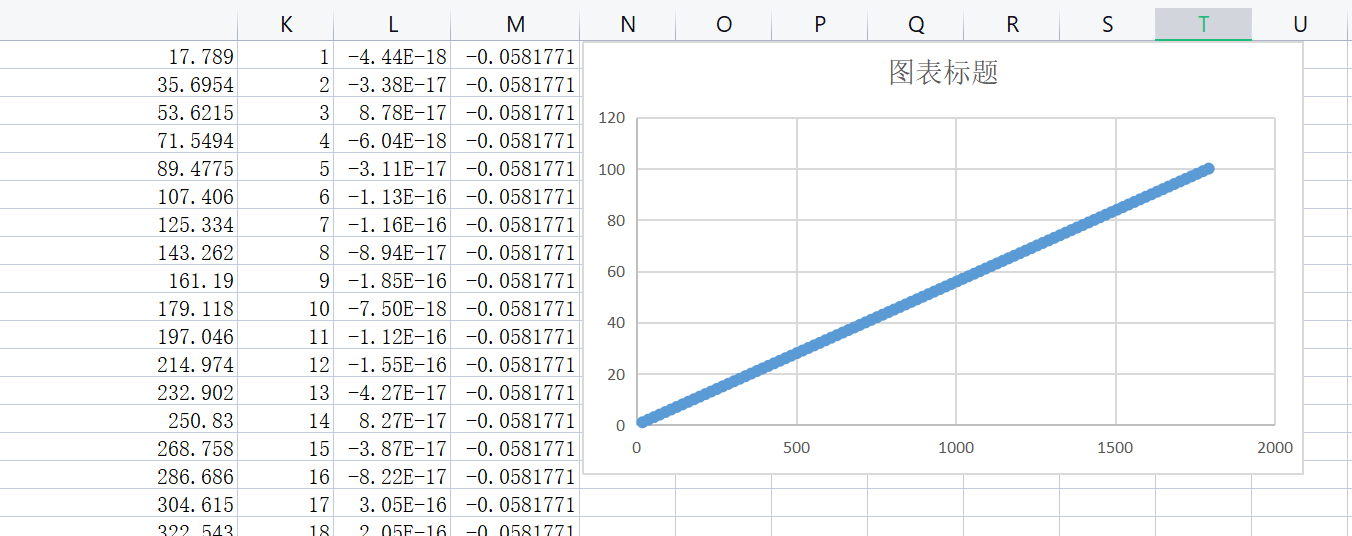 K L M N O P Q R S T U
17.789 1 -4.44E-18 -0.0581771
35.6954 2 -3.38E-17 -0.0581771
53.6215 3 8.78E-17 -0.0581771
71.5494 4 -6.04E-18 -0.0581771
89.4775 5 -3.11E-17 -0.0581771
107.406 6 -1.13E-16 -0.0581771
125.334 7 -1.16E-16 -0.0581771
143.262 8 -8.94E-17 -0.0581771
161.19 9 -1.85E-16 -0.0581771
179.118 10 -7.50E-18 -0.0581771
197.046 11 -1.12E-16 -0.0581771
214.974 12 -1.55E-16 -0.0581771
232.902 13 -4.27E-17 -0.0581771
250.83 14 8.27E-17 -0.0581771
268.758 15 -3.87E-17 -0.0581771
286.686 16 -8.22E-17 -0.0581771
304.615 17 3.05E-16 -0.0581771
322.543 18 2.05E-16 -0.0581771
图表标题
120
100
80
60
40
20
0
0 500 1000 1500 2000